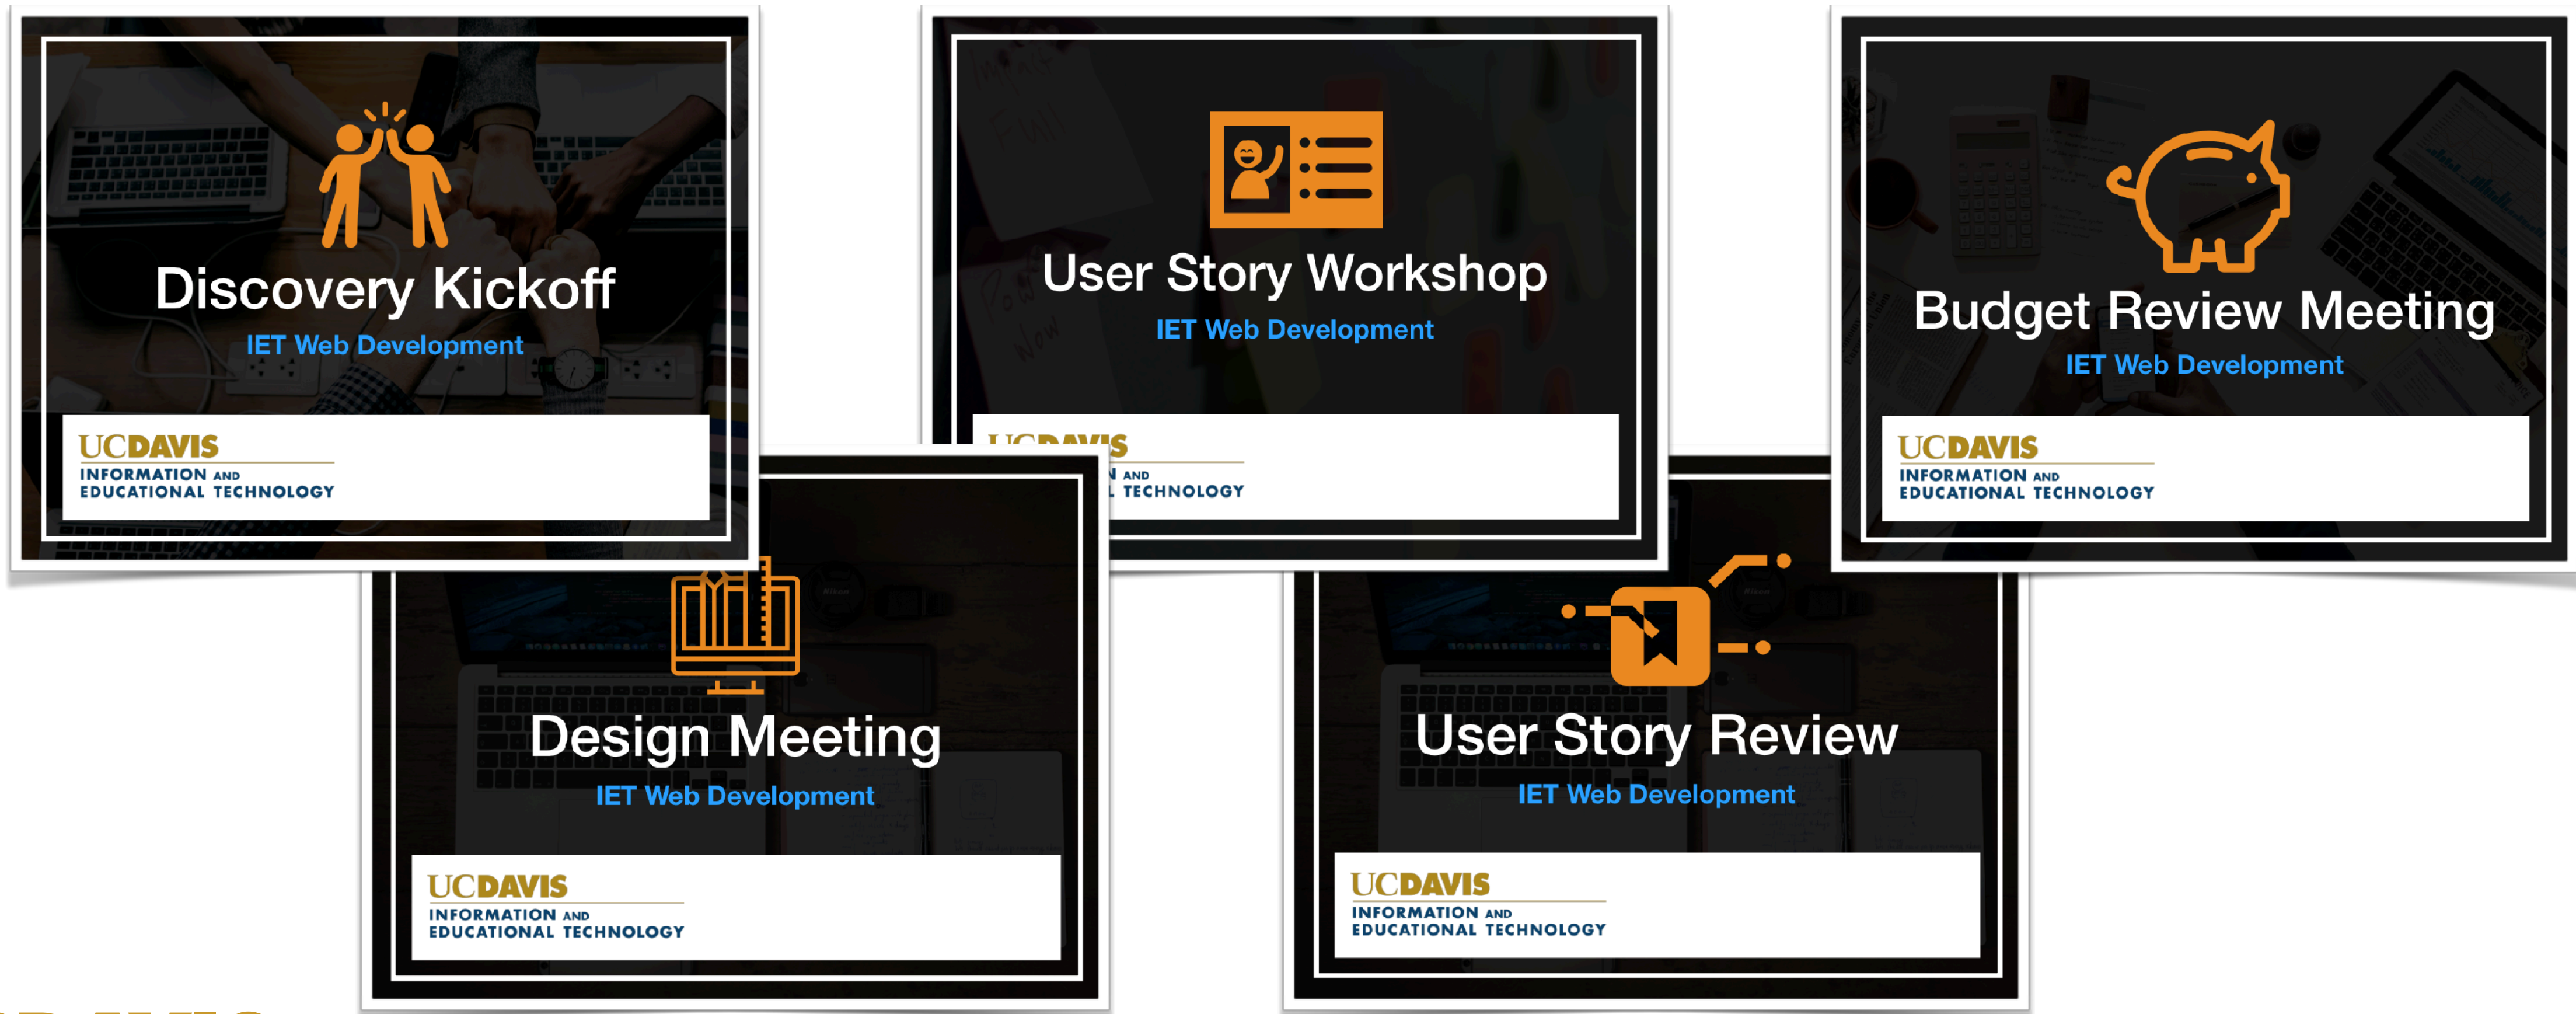 Discovery Kickoff
IET Web Development
UCDAVIS
INFORMATION AND
EDUCATIONAL TECHNOLOGY
User Story Workshop
IET Web Development
AND
TECHNOLOGY
Budget Review Meeting
IET Web Development
UCDAVIS
INFORMATION AND
EDUCATIONAL TECHNOLOGY
Design Meeting
IET Web Development
UCDAVIS
INFORMATION AND
EDUCATIONAL TECHNOLOGY
User Story Review
IET Web Development
UCDAVIS
INFORMATION AND
EDUCATIONAL TECHNOLOGY